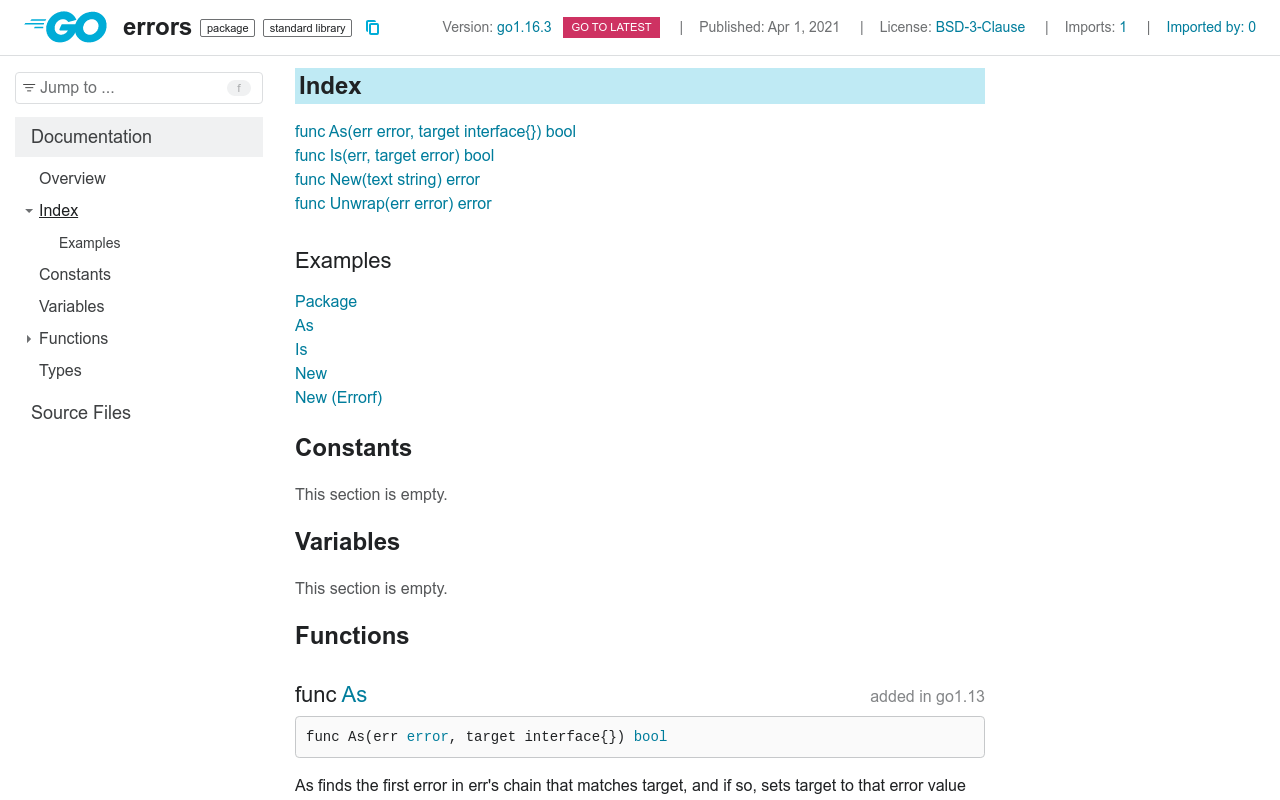 GO errors package standard library Version: go1.16.3 GO TO LATEST | Published: Apr 1, 2021 | License: BSD-3-Clause | Imports: 1 | Imported by: 0
Jump to ... f
Documentation
Overview
Index
Examples
Constants
Variables
Functions
Types
Source Files
Index
func As(err error, target interface{}) bool
func Is(err, target error) bool
func New(text string) error
func Unwrap(err error) error
Examples
Package
As
Is
New
New (Errorf)
Constants
This section is empty.
Variables
This section is empty.
Functions
func As added in go1.13
func As(err error, target interface{}) bool
As finds the first error in err's chain that matches target, and if so, sets target to that error value